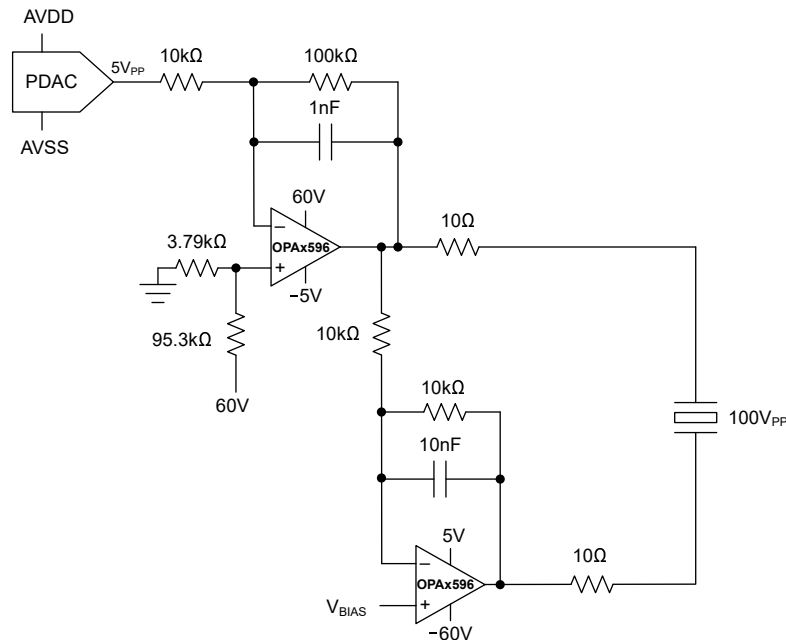 AVDD
PDAC
5VPP
AVSS
10kΩ
100kΩ
1nF
60V
OPAx596
−
+
−5V
3.79kΩ
95.3kΩ
60V
10Ω
10kΩ
10kΩ
10nF
100VPP
5V
OPAx596
−
+
−60V
VBIAS
10Ω